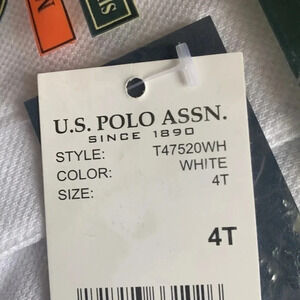 U.S. POLO ASSN.
SINCE 1890
STYLE: T47520WH
COLOR: WHITE
SIZE: 4T
4T